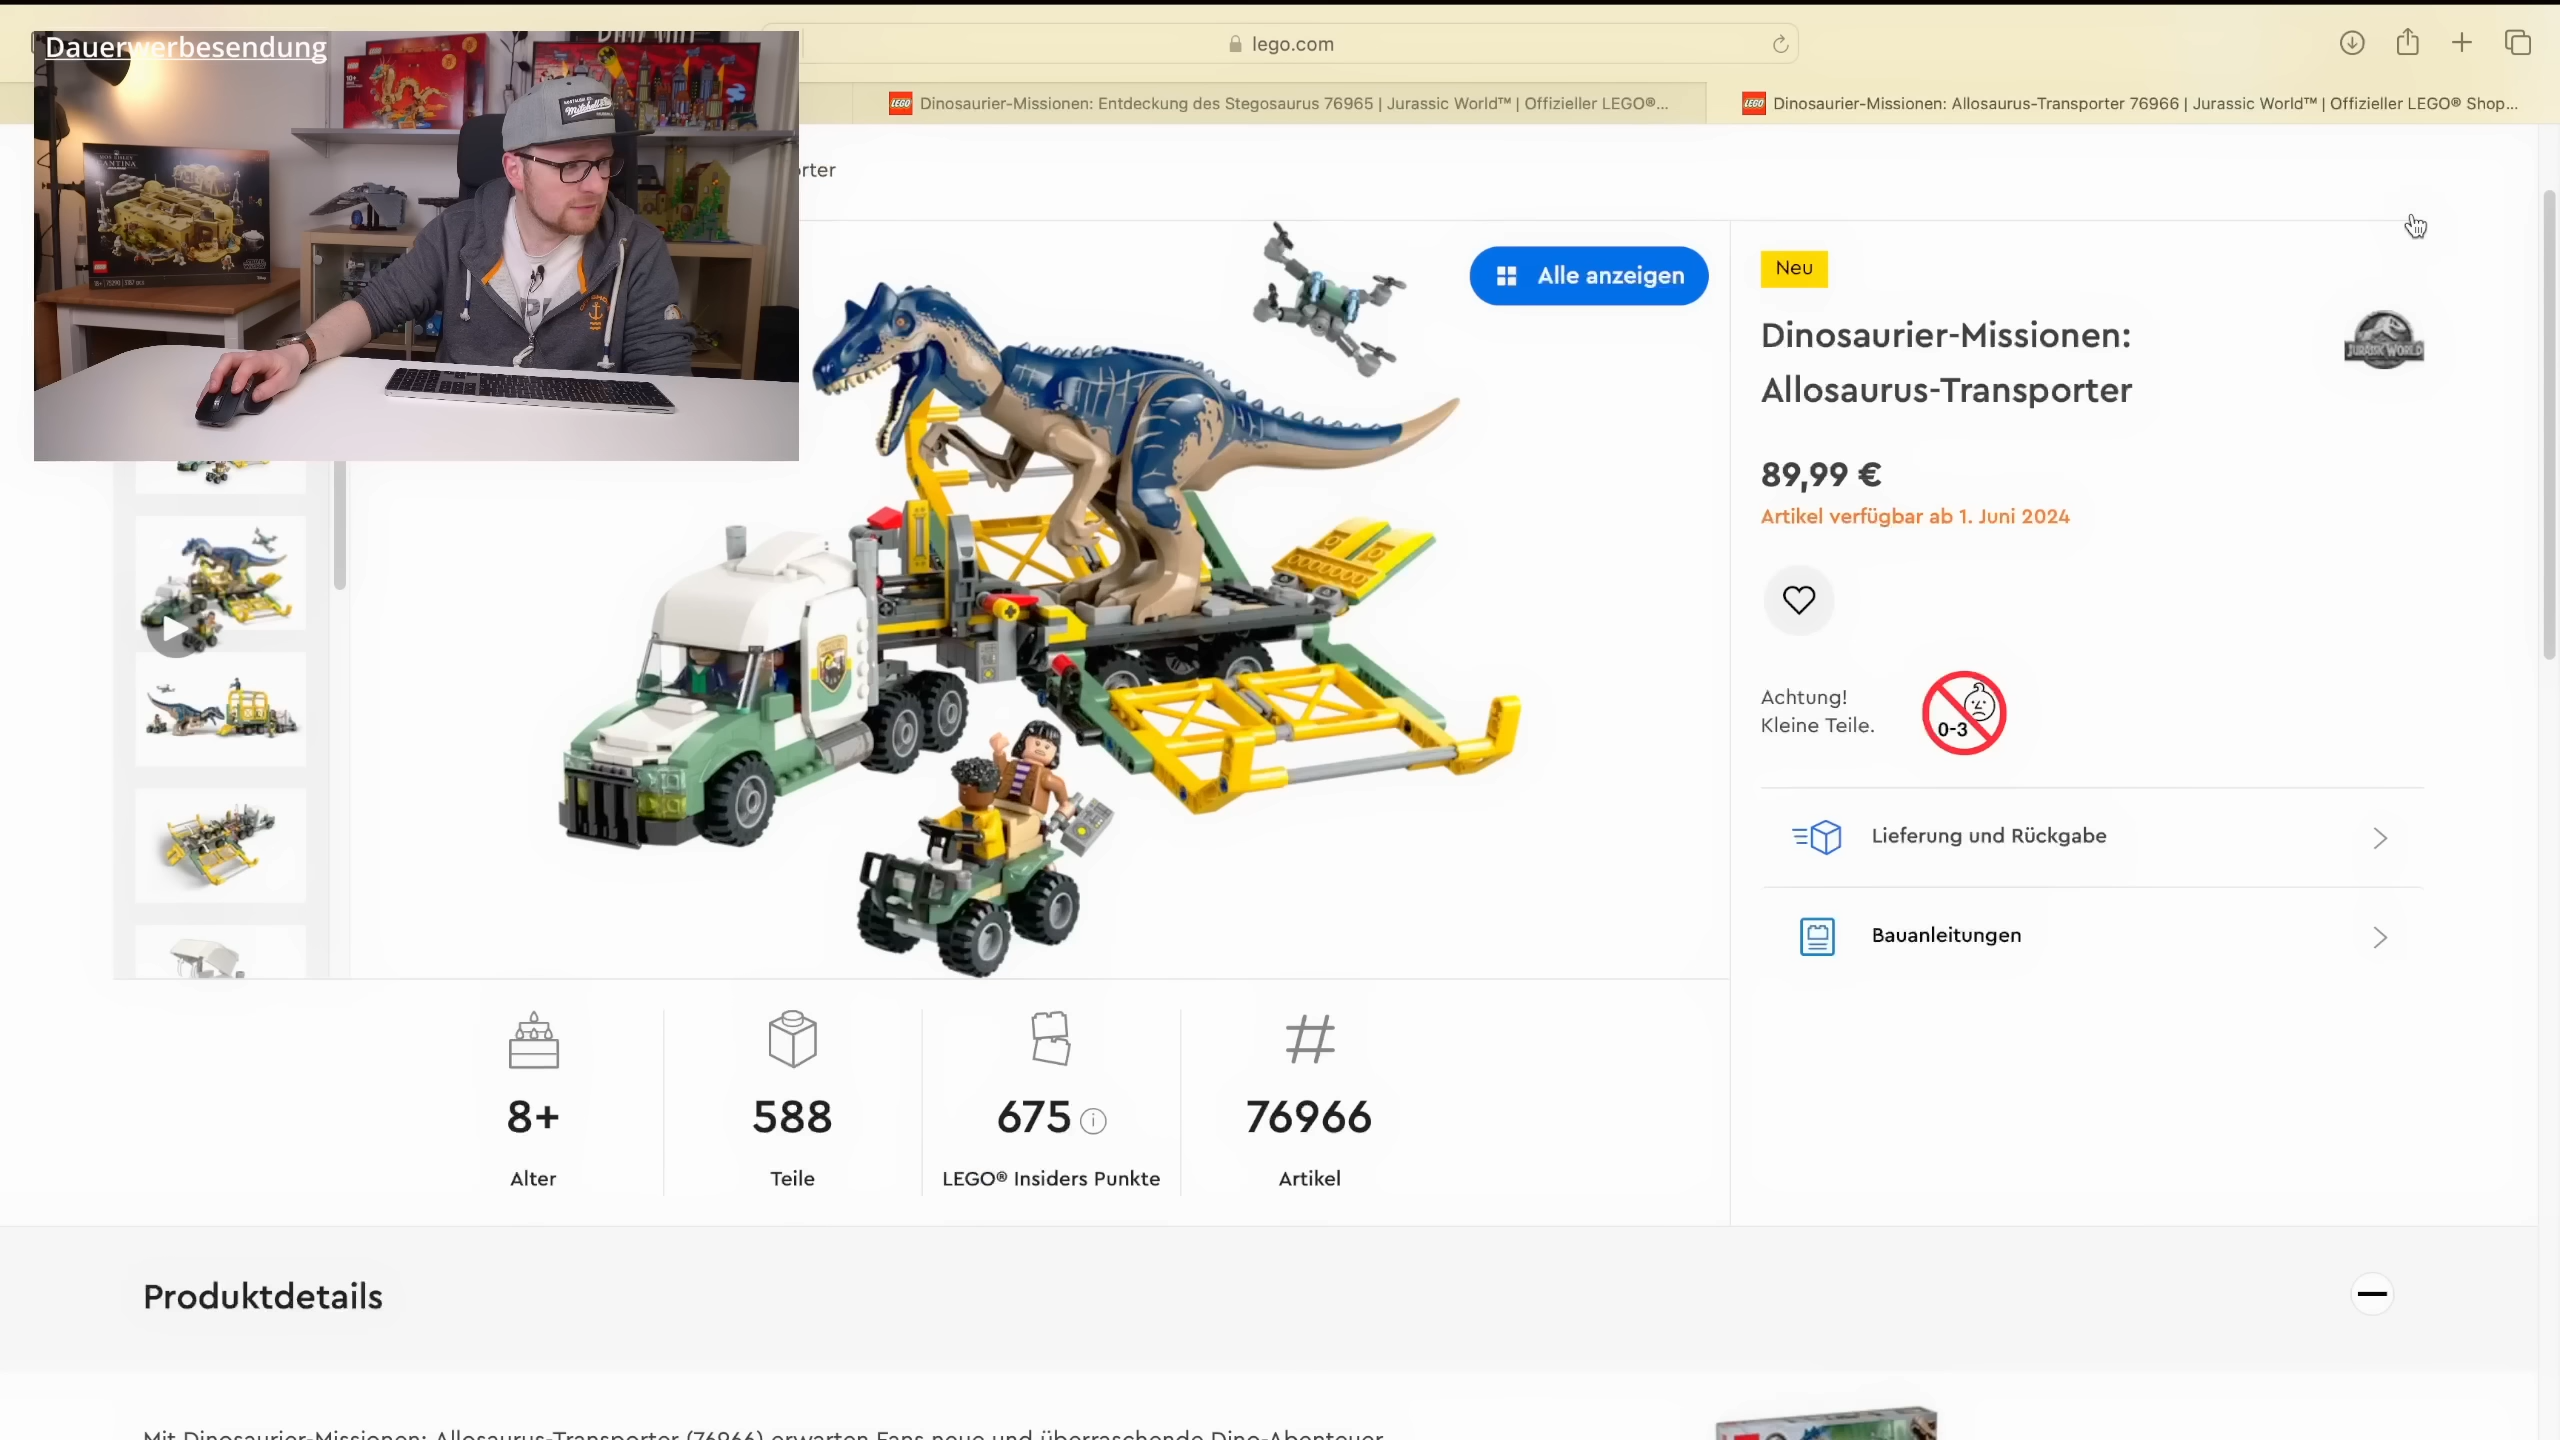 Dauerwerbesendung
lego.com
LEGO Dinosaurier-Missionen: Entdeckung des Stegosaurus 76965 | Jurassic World™ | Offizieller LEGO®...
LEGO Dinosaurier-Missionen: Allosaurus-Transporter 76966 | Jurassic World™ | Offizieller LEGO® Shop...
orter
Alle anzeigen
Neu
Dinosaurier-Missionen:
Allosaurus-Transporter
JURASSIC WORLD
89,99 €
Artikel verfügbar ab 1. Juni 2024
Achtung!
Kleine Teile.
0-3
Lieferung und Rückgabe
Bauanleitungen
8+
588
675
76966
Alter
Teile
LEGO® Insiders Punkte
Artikel
Produktdetails
Mit Dinosaurier-Missionen: Allosaurus-Transporter (76966) erwarten Fans neue und überraschende Dino-Abenteuer